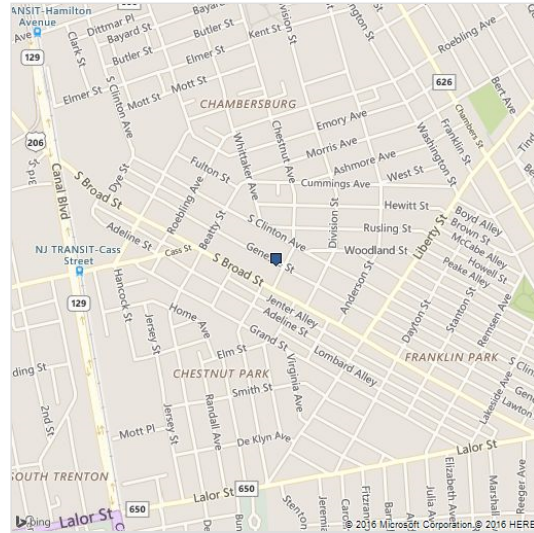 ANSIT-Hamilton
Avenue
Dittmar Pl
Bayard St
Butler St
Kent St
Division St
Roebling Ave
Clark St
129
Butler St
626
Bert Ave
Elmer St
Mott St
S Clinton Ave
Elmer St
Mott St
CHAMBERSBURG
Chambers St
206
Whittaker Ave
Chestnut Ave
Emory Ave
Washington St
Franklin St
Morris Ave
Canal Blvd
Dye St
Fulton St
Ashmore Ave
West St
S Broad St
Cummings Ave
Roebling Ave
Division St
Hewitt St
Boyd Alley
Adeline St
Beatty St
S Clinton Ave
Rusling St
Brown St
McCabe Alley
NJ TRANSIT-Cass
Street
Cass St
Woodland St
Liberty St
Howell St
Peake Alley
S Broad St
129
Hancock St
Jenter Alley
Anderson St
Dayton St
Stanton St
Remsen Ave
Home Ave
Adeline St
Jersey St
Grand St
Lombard Alley
FRANKLIN PARK
Elm St
Virginia Ave
S Cl
CHESTNUT PARK
Smith St
Gen
2nd St
Randall Ave
Lakeside Ave
Lawton
Jersey St
Mott Pl
De Klyn Ave
Lalor St
SOUTH TRENTON
650
Lalor St
650
Stenton
Elizabeth Ave
Julia Ave
Marshall
Reeger Ave
bing
Lalor St
© 2016 Microsoft Corporation © 2016 HERE